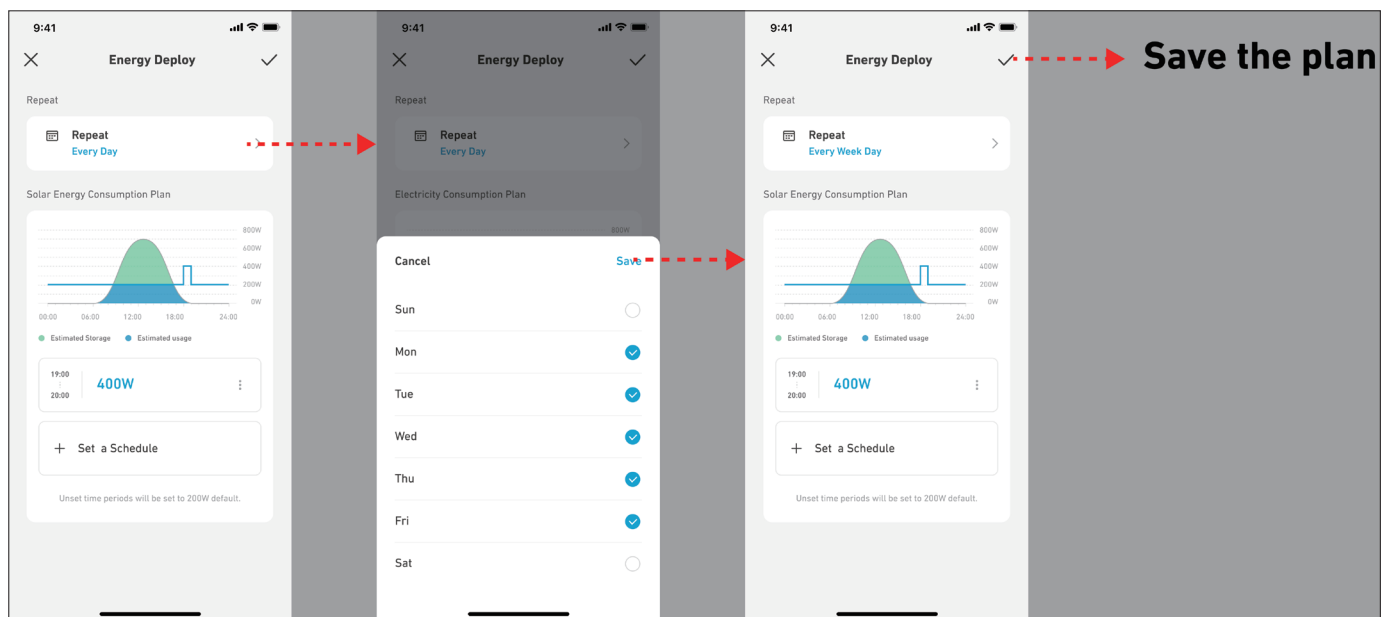 9:41
Energy Deploy
Repeat
Repeat
Every Day
Solar Energy Consumption Plan
800W
600W
400W
200W
0W
00:00 06:00 12:00 18:00 24:00
Estimated Storage Estimated usage
19:00
20:00
400W
+ Set a Schedule
Unset time periods will be set to 200W default.
9:41
Energy Deploy
Repeat
Repeat
Every Day
Electricity Consumption Plan
800W
Cancel Save
Sun
Mon
Tue
Wed
Thu
Fri
Sat
9:41
Energy Deploy
Repeat
Repeat
Every Week Day
Solar Energy Consumption Plan
800W
600W
400W
200W
0W
00:00 06:00 12:00 18:00 24:00
Estimated Storage Estimated usage
19:00
20:00
400W
+ Set a Schedule
Unset time periods will be set to 200W default.
Save the plan